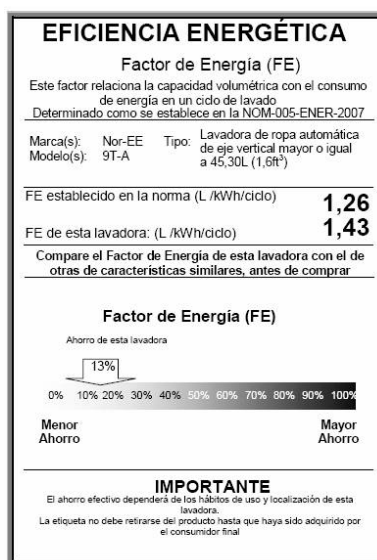 EFICIENCIA ENERGÉTICA
Factor de Energía (FE)
Este factor relaciona la capacidad volumétrica con el consumo
de energía en un ciclo de lavado
Determinado como se establece en la NOM-005-ENER-2007
Marca(s): Nor-EE Tipo: Lavadora de ropa automática
Modelo(s): 9T-A de eje vertical mayor o igual
a 45,30L (1,6ft³)
FE establecido en la norma (L /kWh/ciclo) 1,26
FE de esta lavadora: (L /kWh/ciclo) 1,43
Compare el Factor de Energía de esta lavadora con el de
otras de características similares, antes de comprar
Factor de Energía (FE)
Ahorro de esta lavadora
13%
0% 10% 20% 30% 40% 50% 60% 70% 80% 90% 100%
Menor Mayor
Ahorro Ahorro
IMPORTANTE
El ahorro efectivo dependerá de los hábitos de uso y localización de esta
lavadora.
La etiqueta no debe retirarse del producto hasta que haya sido adquirido por
el consumidor final